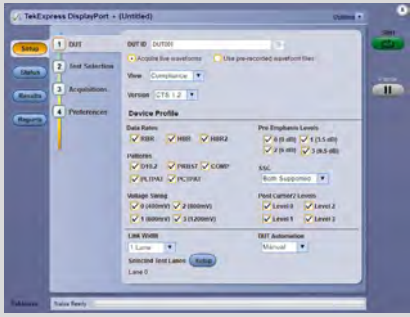 TekExpress DisplayPort - (Untitled)
Options
Setup
Status
Results
Reports
1 DUT
2 Test Selection
3 Acquisitions
4 Preferences
DUT ID DUT001
Acquire live waveforms Use pre-recorded waveform files
View Compliance
Version CTS 1.2
Device Profile
Data Rates
RBR HBR HBR2
Patterns
D10.2 PRBS7 COMP
PLTPAT PCTPAT
Voltage Swing
0 (400mV) 2 (800mV)
1 (600mV) 3 (1200mV)
Link Width
1 Lane
Selected Test Lanes Setup
Lane 0
Pre Emphasis Levels
0 (0 dB) 1 (3.5 dB)
2 (6 dB) 3 (9.5 dB)
SSC
Both Supported
Post Cursor2 Levels
Level 0 Level 2
Level 1 Level 3
DUT Automation
Manual
Start
Pause
Status Ready